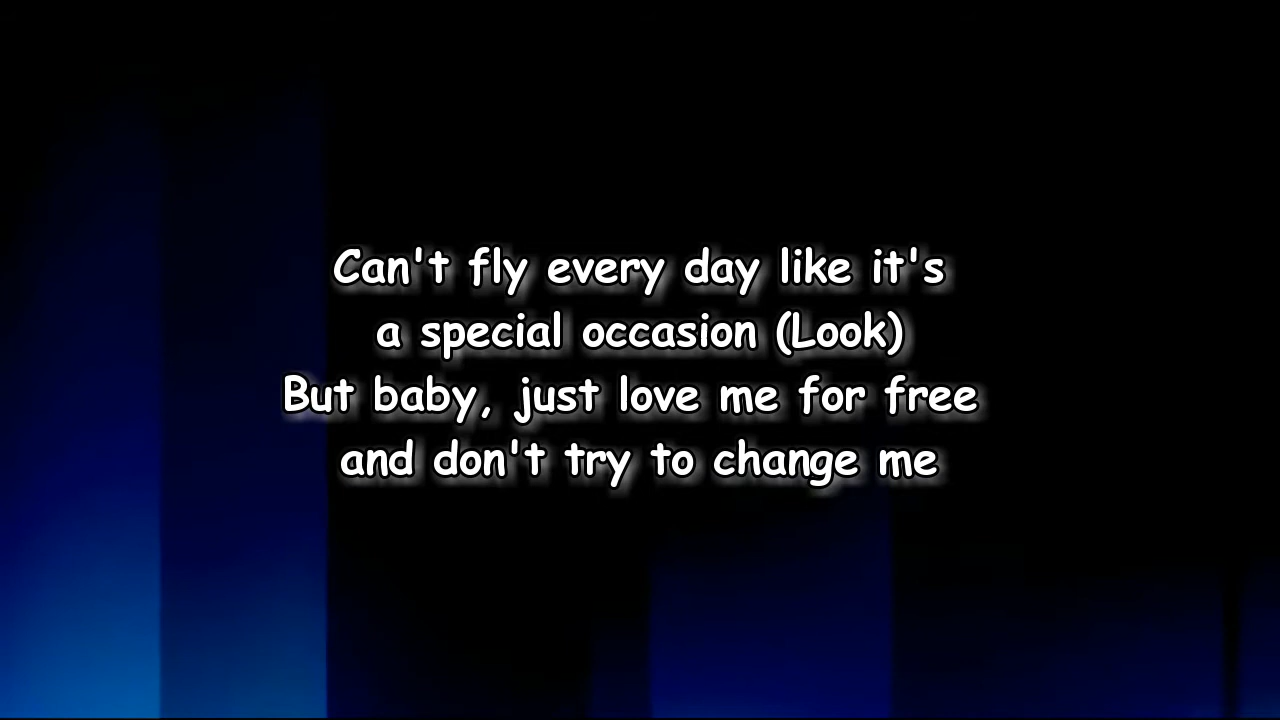 Can't fly every day like it's
a special occasion (Look)
But baby, just love me for free
and don't try to change me